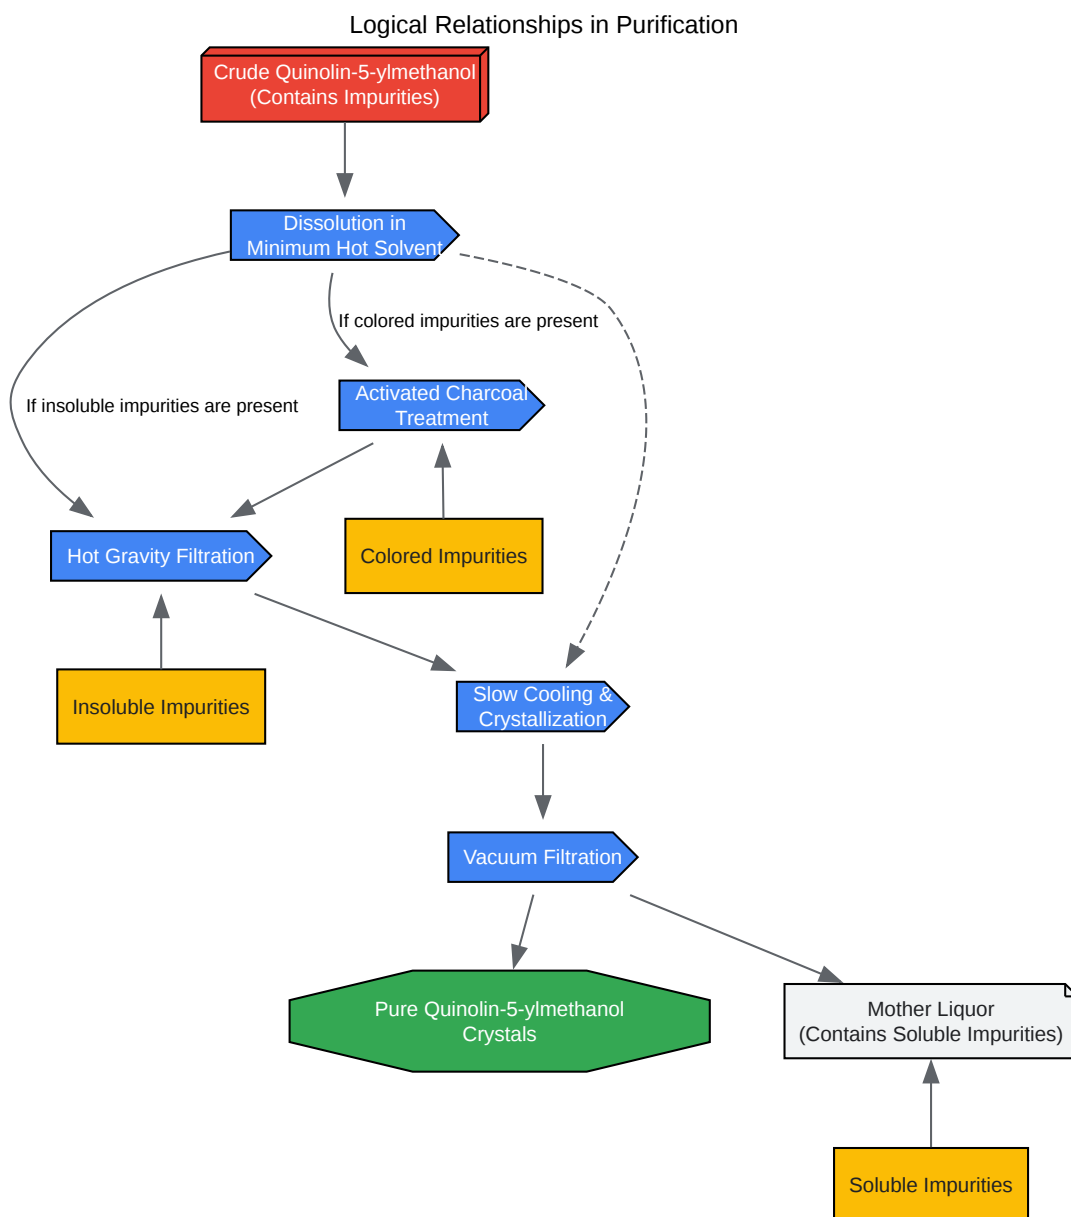 Logical Relationships in Purification
Crude Quinolin-5-ylmethanol
(Contains Impurities)
Dissolution in
Minimum Hot Solvent
If colored impurities are present
If insoluble impurities are present
Activated Charcoal
Treatment
Hot Gravity Filtration
Colored Impurities
Insoluble Impurities
Slow Cooling &
Crystallization
Vacuum Filtration
Pure Quinolin-5-ylmethanol
Crystals
Mother Liquor
(Contains Soluble Impurities)
Soluble Impurities